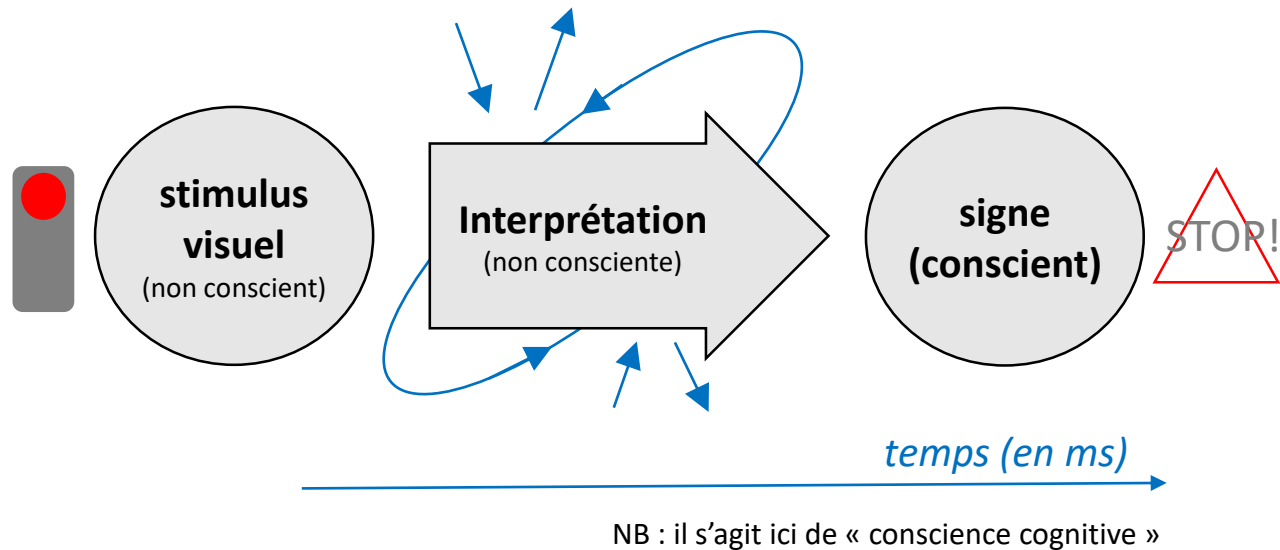 stimulus
visuel
(non conscient)
Interprétation
(non consciente)
signe
(conscient)
STOP!
temps (en ms)
NB : il s’agit ici de « conscience cognitive »